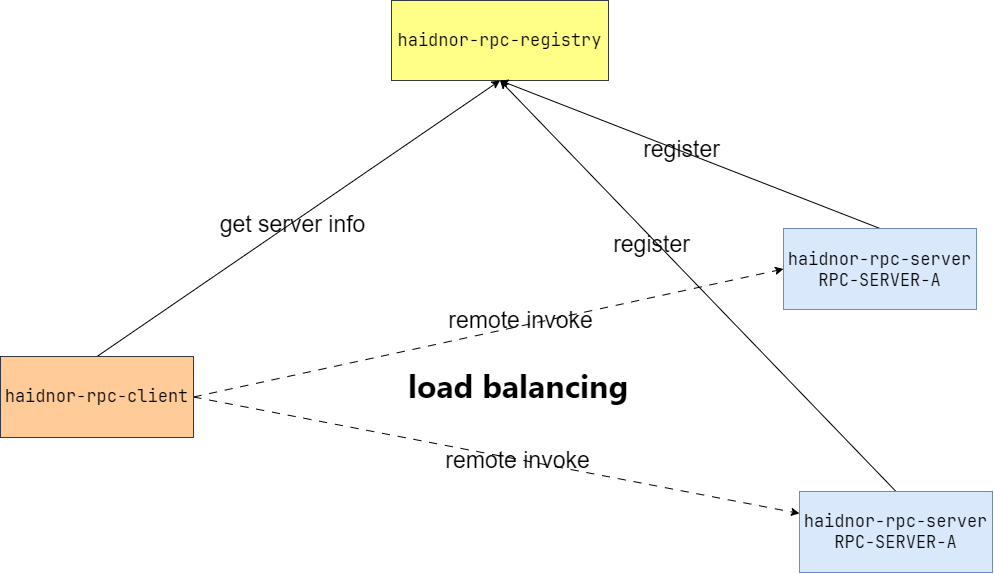 haidnor-rpc-registry
register
get server info
register
haidnor-rpc-server
RPC-SERVER-A
remote invoke
load balancing
haidnor-rpc-client
remote invoke
haidnor-rpc-server
RPC-SERVER-A